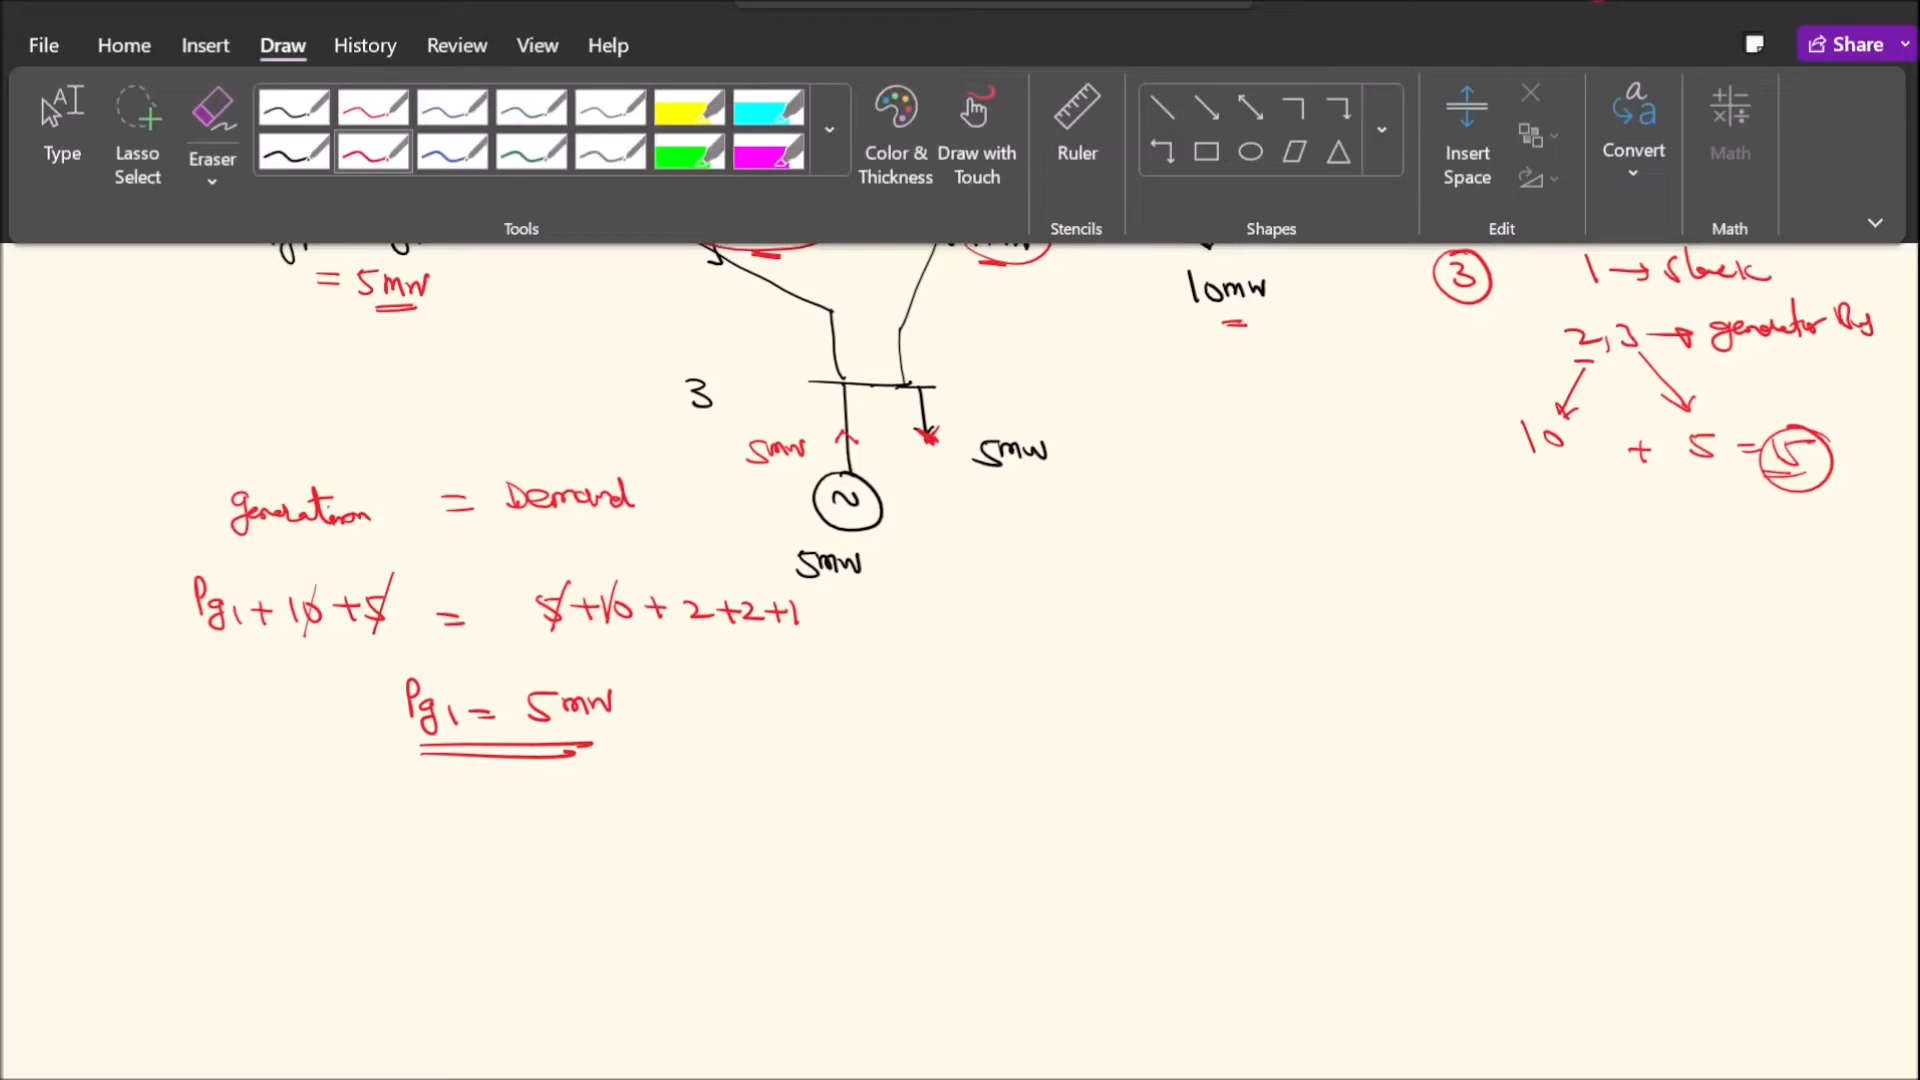 File Home Insert Draw History Review View Help
Share
Type
Lasso Select
Eraser
Color & Thickness
Draw with Touch
Ruler
Insert Space
Convert
Math
Tools
Stencils
Shapes
Edit
Math
= 5mw
10mw
3
1 → slack
2,3 → generator Bus
10 + 5 = 15
3
5mw
5mw
5mw
generation = Demand
Pg1 + 10 + 5 = 5 + 10 + 2 + 2 + 1
Pg1 = 5mw